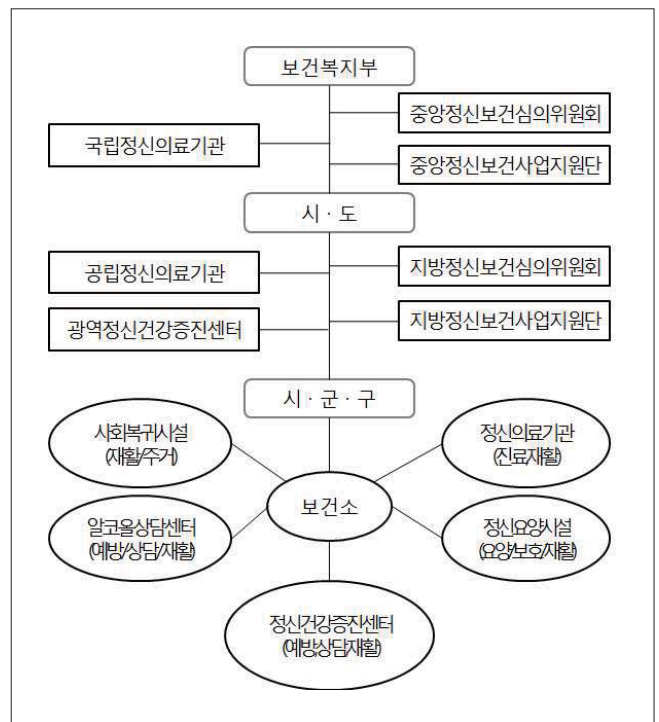 보건복지부
중앙정신보건심의위원회
국립정신의료기관
중앙정신보건사업지원단
시 · 도
공립정신의료기관
지방정신보건심의위원회
광역정신건강증진센터
지방정신보건사업지원단
시 · 군 · 구
사회복귀시설
(재활/주거)
정신의료기관
(진료/재활)
보건소
알코올상담센터
(예방/상담/재활)
정신요양시설
(요양/보호/재활)
정신건강증진센터
(예방상담재활)